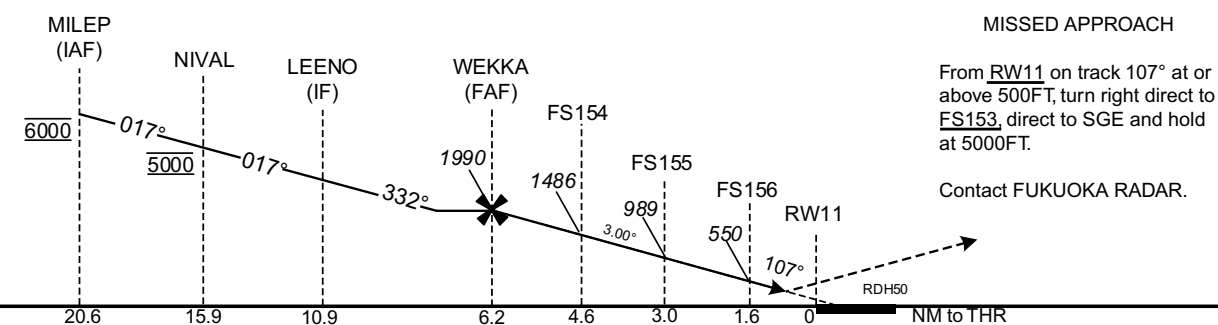 MILEP
(IAF)
NIVAL
LEENO
(IF)
WEKKA
(FAF)
FS154
FS155
FS156
RW11
6000
017°
5000
017°
332°
1990
1486
989
3.00°
550
107°
RDH50
20.6
15.9
10.9
6.2
4.6
3.0
1.6
0
NM to THR
MISSED APPROACH
From RW11 on track 107° at or
above 500FT, turn right direct to
FS153, direct to SGE and hold
at 5000FT.
Contact FUKUOKA RADAR.